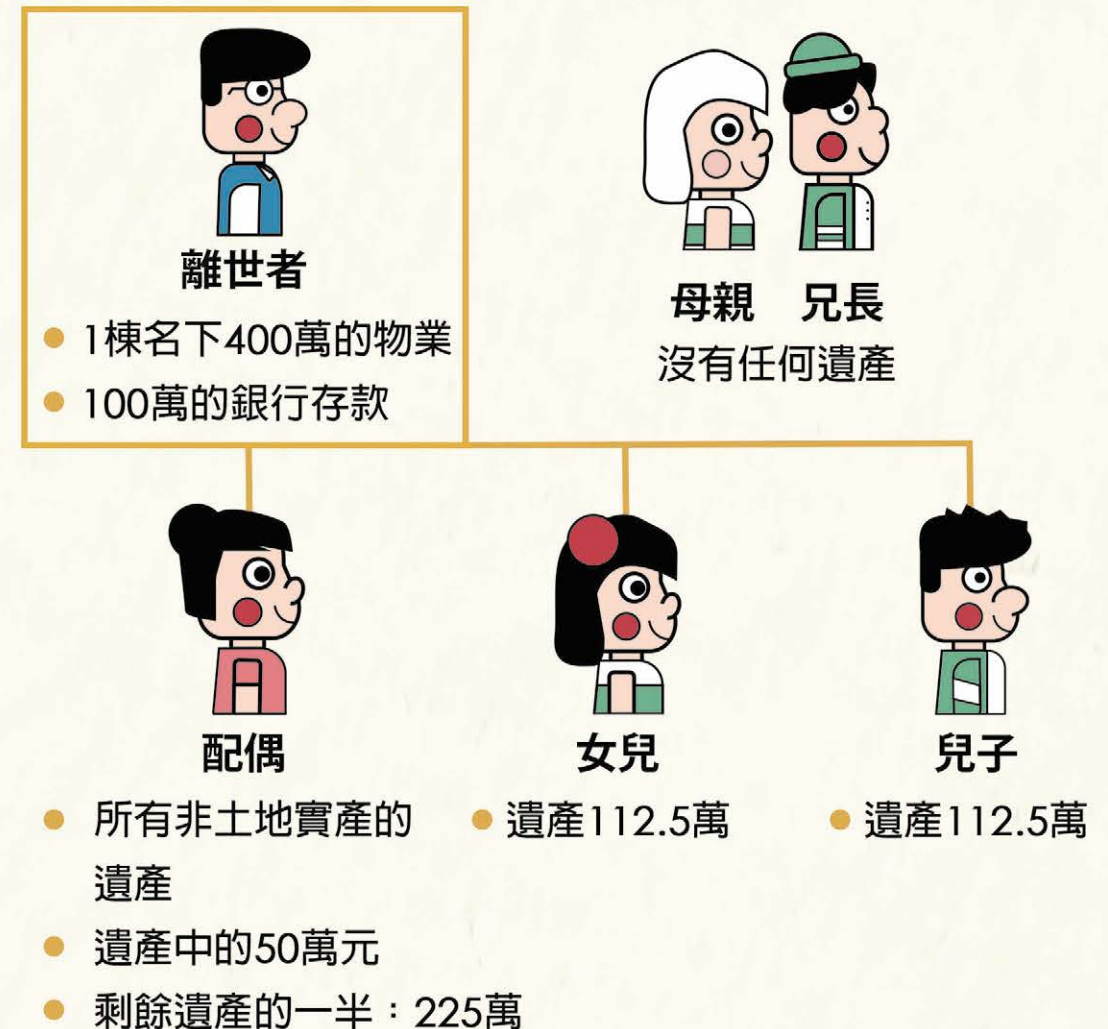 離世者
1棟名下400萬的物業
100萬的銀行存款
母親 兄長
沒有任何遺產
配偶
所有非土地實產的
遺產
遺產中的50萬元
剩餘遺產的一半：225萬
女兒
遺產112.5萬
兒子
遺產112.5萬